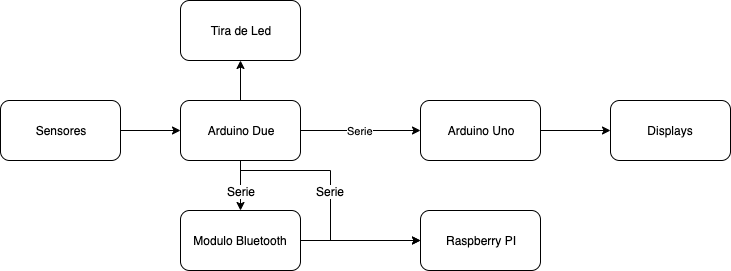 Tira de Led
Sensores
Arduino Due
Serie
Arduino Uno
Displays
Serie
Serie
Modulo Bluetooth
Raspberry PI